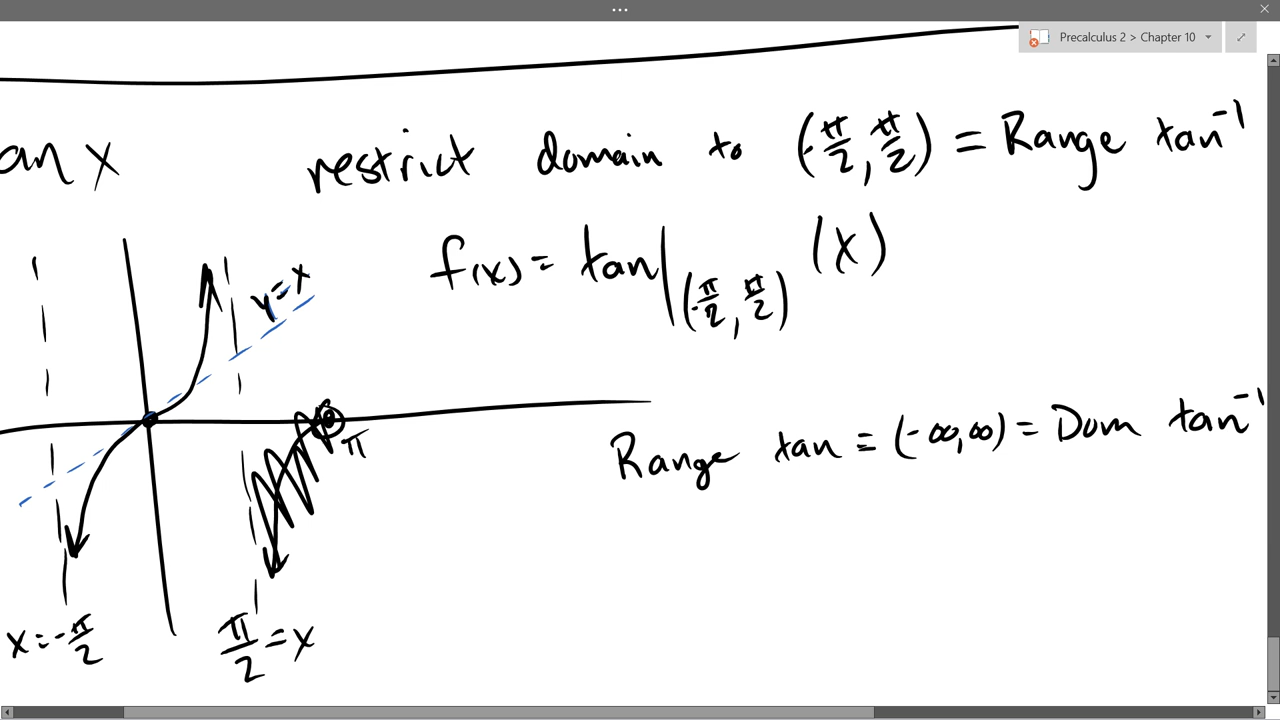 Precalculus 2 > Chapter 10
an x
restrict domain to (-π/2, π/2) = Range tan⁻¹
f(x) = tan|(-π/2, π/2) (x)
y=x
π
Range tan = (-∞,∞) = Dom tan⁻¹
x=-π/2
π/2=x